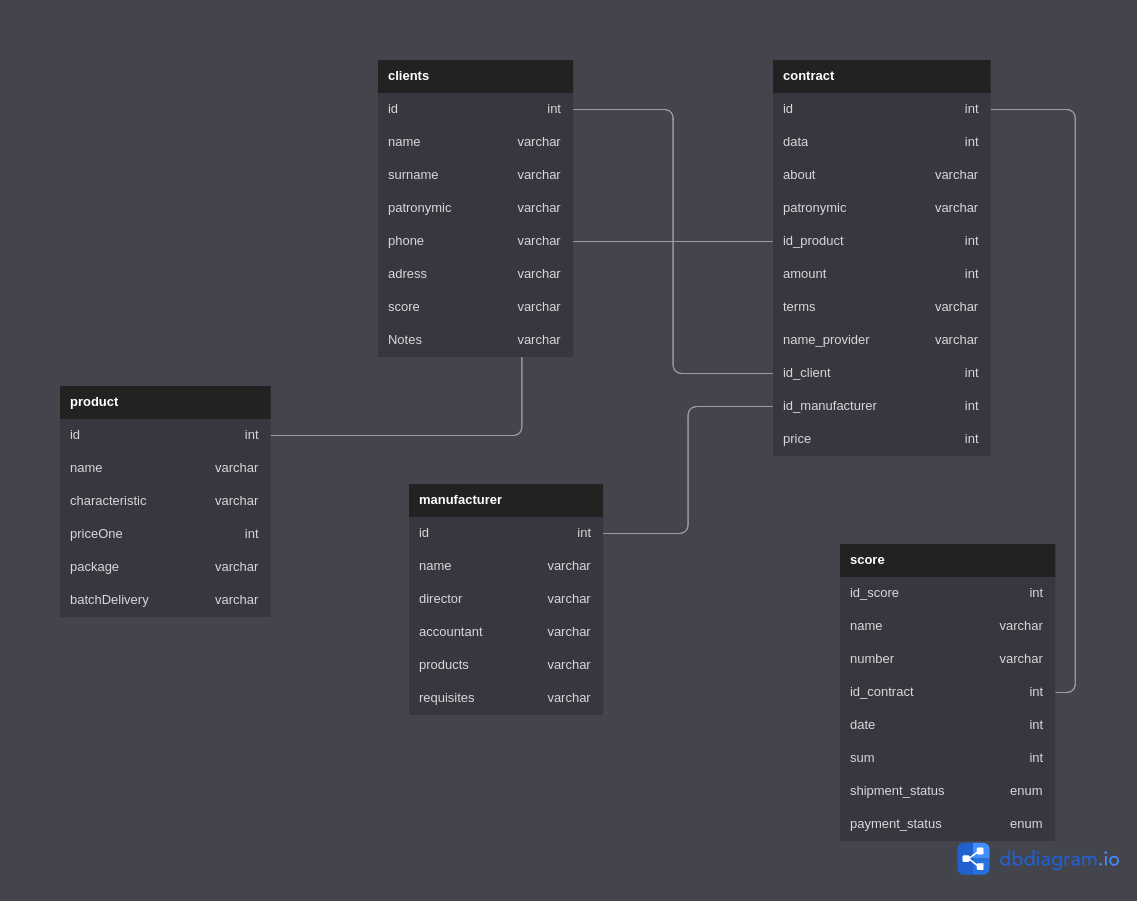 clients
id int
name varchar
surname varchar
patronymic varchar
phone varchar
adress varchar
score varchar
Notes varchar
contract
id int
data int
about varchar
patronymic varchar
id_product int
amount int
terms varchar
name_provider varchar
id_client int
id_manufacturer int
price int
product
id int
name varchar
characteristic varchar
priceOne int
package varchar
batchDelivery varchar
manufacturer
id int
name varchar
director varchar
accountant varchar
products varchar
requisites varchar
score
id_score int
name varchar
number varchar
id_contract int
date int
sum int
shipment_status enum
payment_status enum
dbdiagram.io